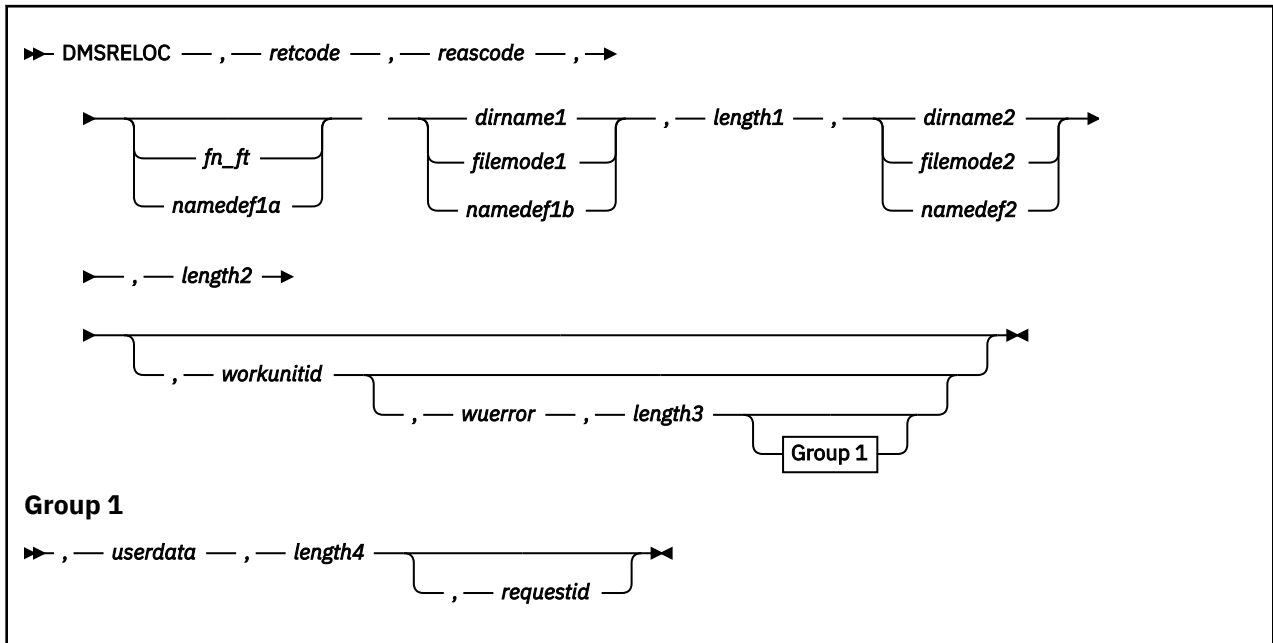 DMSRELOC , retcode , reascode ,
dirname1 , length1 , dirname2
fn_ft filemode1 filemode2
namedef1a namedef1b namedef2
, length2
, workunitid
, wuerror , length3
Group 1
Group 1
, userdata , length4
, requestid